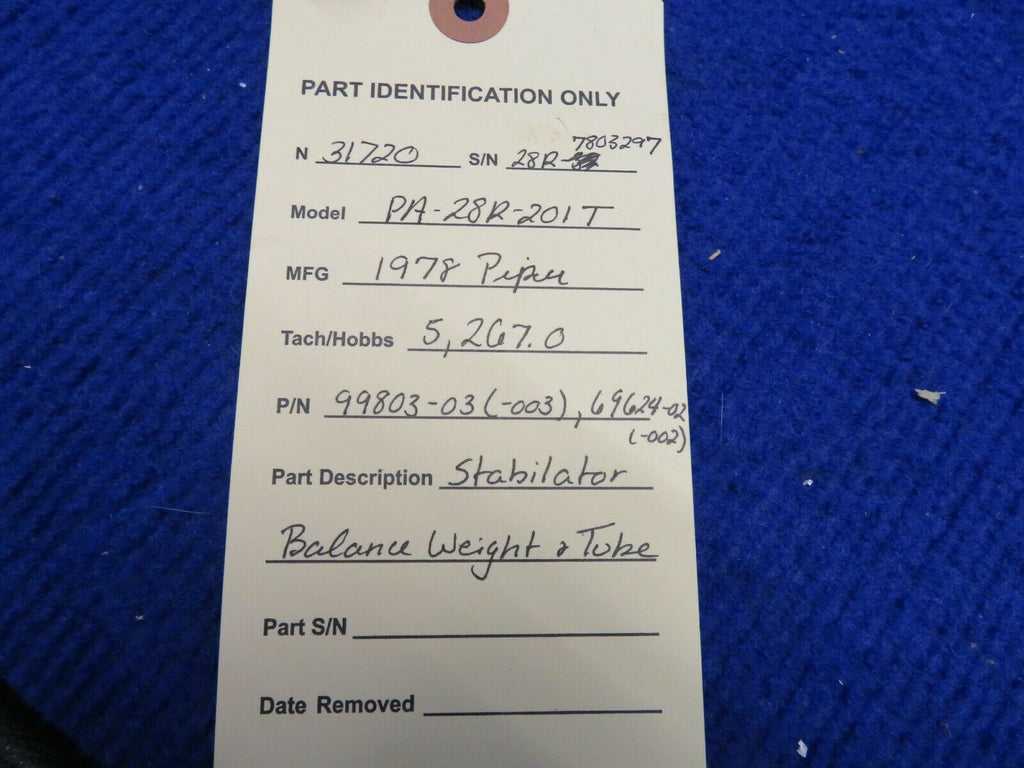 PART IDENTIFICATION ONLY
N 31720 S/N 28R-7803297
Model PA-28R-201T
MFG 1978 Piper
Tach/Hobbs 5,267.0
P/N 99803-03 (-003), 69624-02
(-002)
Part Description Stabilator
Balance Weight & Tube
Part S/N
Date Removed